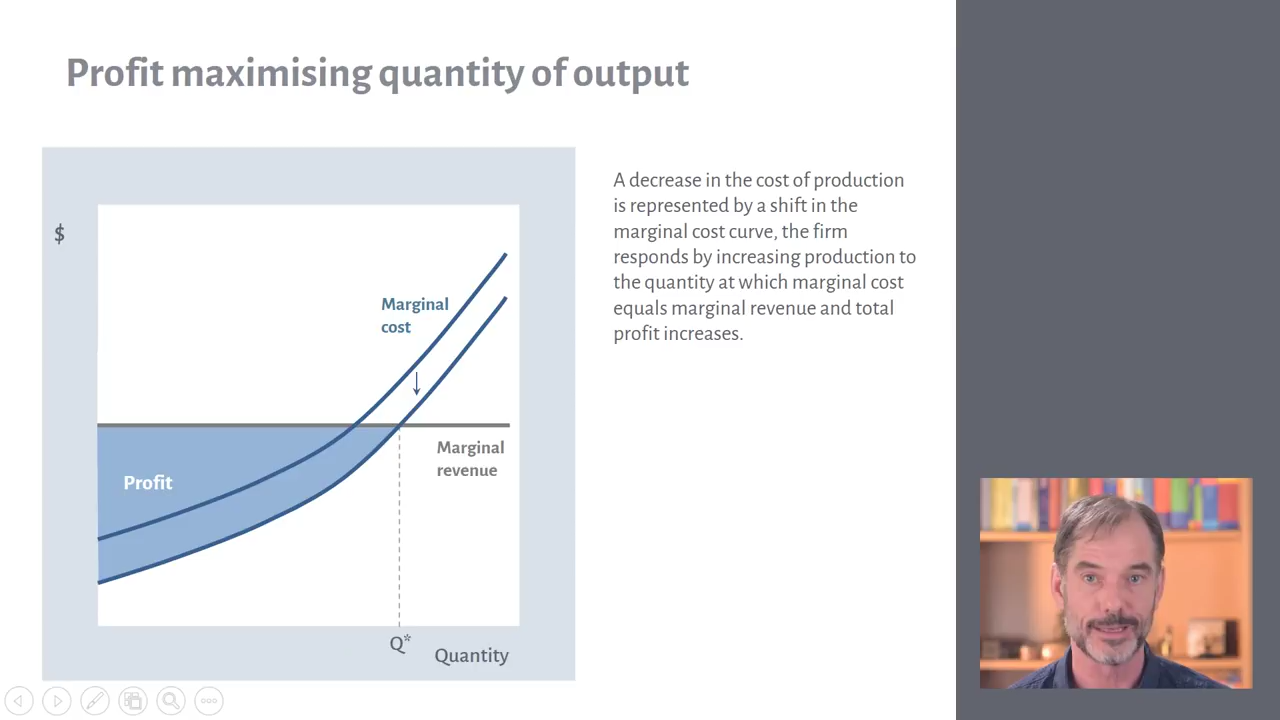 Profit maximising quantity of output
$
Marginal
cost
Marginal
revenue
Profit
Q*
Quantity
A decrease in the cost of production
is represented by a shift in the
marginal cost curve, the firm
responds by increasing production to
the quantity at which marginal cost
equals marginal revenue and total
profit increases.